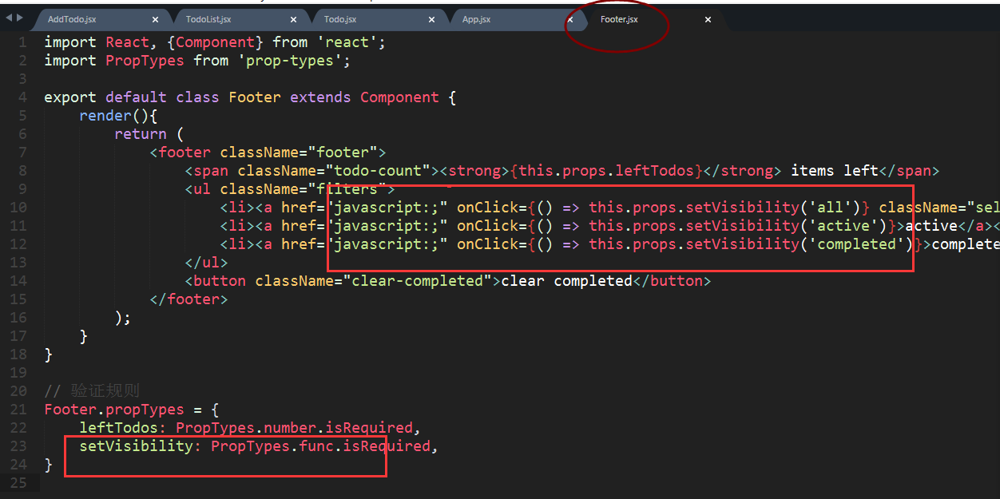 AddTodo.jsx × TodoList.jsx × Todo.jsx × App.jsx × Footer.jsx ×
1 import React, {Component} from 'react';
2 import PropTypes from 'prop-types';
3
4 export default class Footer extends Component {
5 render(){
6 return (
7 <footer className="footer">
8 <span className="todo-count"><strong>{this.props.leftTodos}</strong> items left</span>
9 <ul className="filters">
10 <li><a href="javascript:;" onClick={() => this.props.setVisibility('all')} className="sel
11 <li><a href="javascript:;" onClick={() => this.props.setVisibility('active')}>active</a><
12 <li><a href="javascript:;" onClick={() => this.props.setVisibility('completed')}>complete
13 </ul>
14 <button className="clear-completed">clear completed</button>
15 </footer>
16 );
17 }
18 }
19
20 // 验证规则
21 Footer.propTypes = {
22 leftTodos: PropTypes.number.isRequired,
23 setVisibility: PropTypes.func.isRequired,
24 }
25